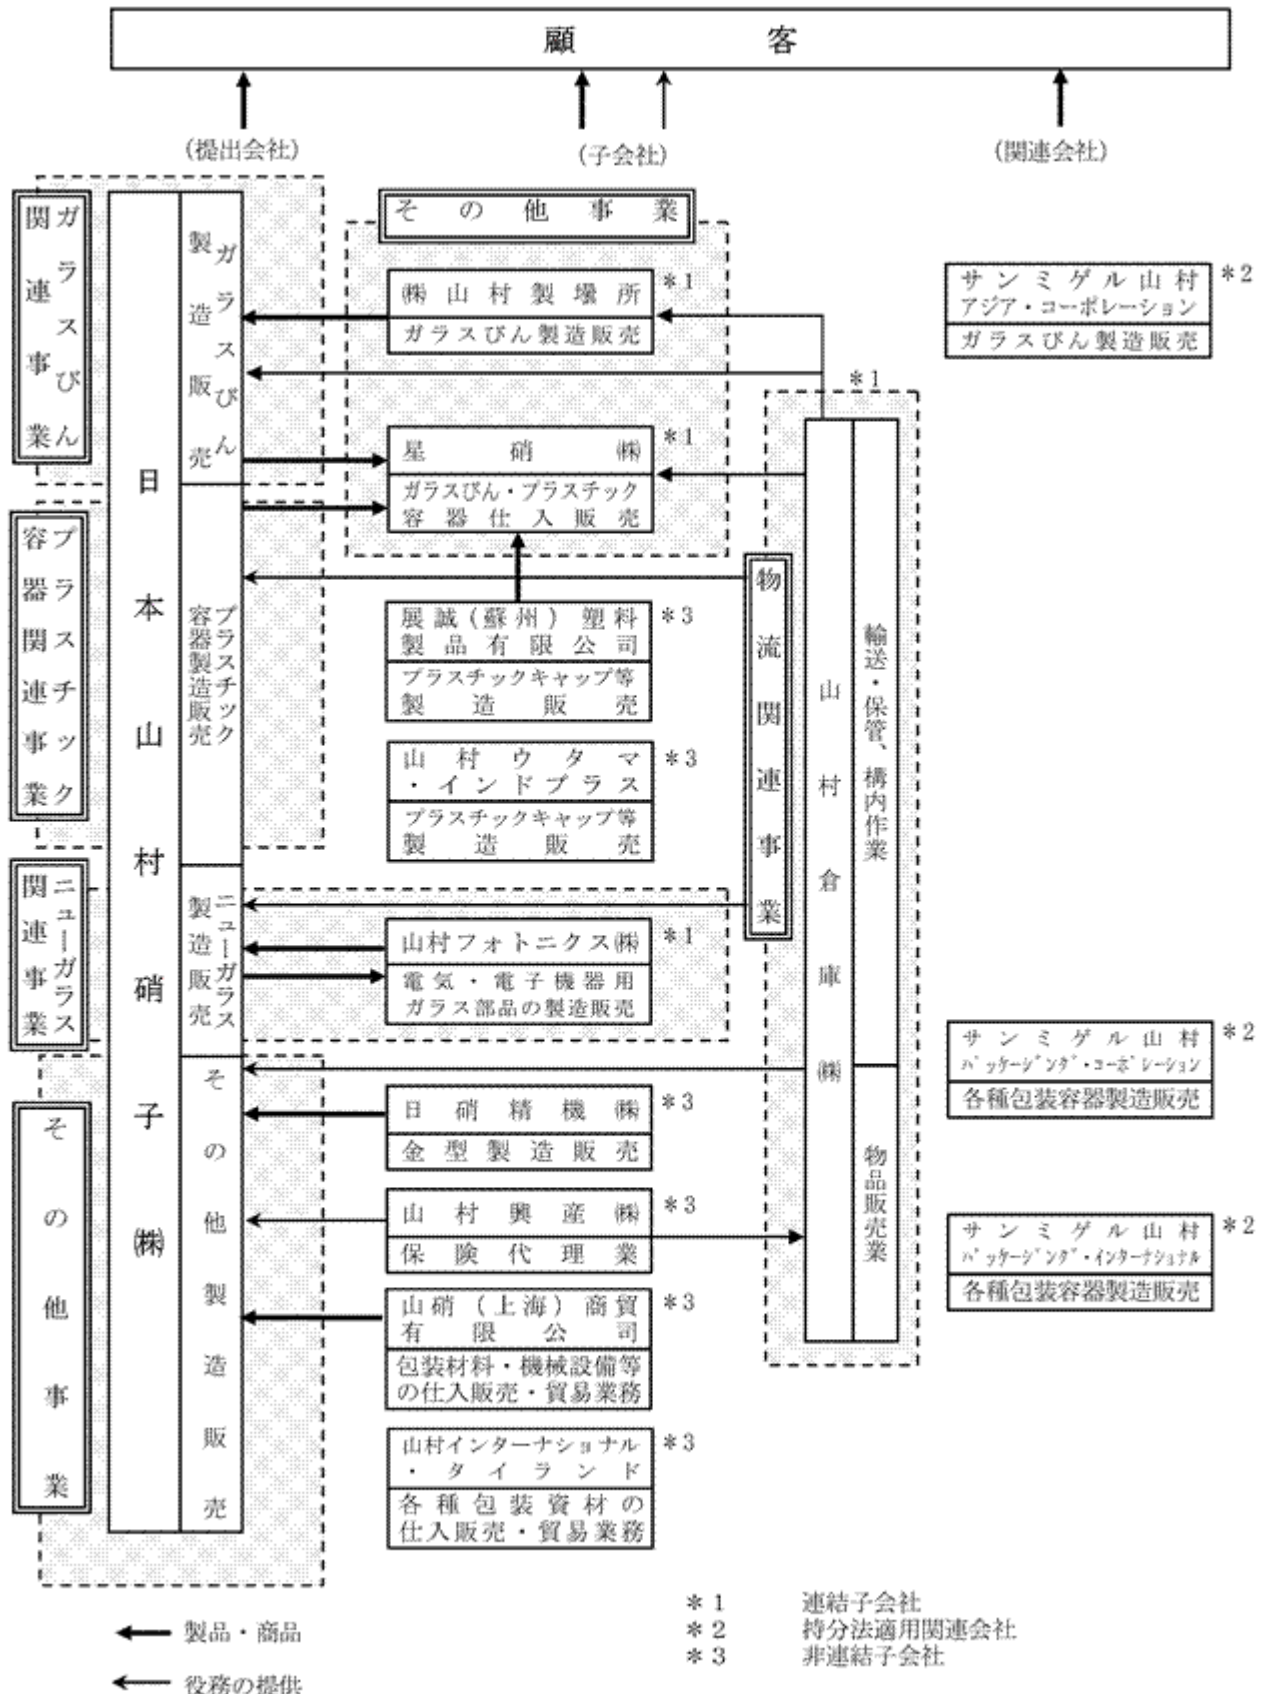 顧客
(提出会社)
(子会社)
(関連会社)
ガラスびん
関連事業
日本山村硝子㈱
ガラスびん
製造販売
その他事業
㈱山村製壜所
*1
ガラスびん製造販売
サンミゲル山村
アジア・コーポレーション
*2
ガラスびん製造販売
星硝㈱
*1
ガラスびん・プラスチック
容器仕入販売
*1
プラスチック
容器関連事業
プラスチック
容器製造販売
展誠(蘇州)塑料
製品有限公司
*3
プラスチックキャップ等
製造販売
山村ウタマ
・インドプラス
*3
プラスチックキャップ等
製造販売
物流関連事業
山村倉庫㈱
輸送・保管、構内作業
物品販売業
ニューガラス
関連事業
ニューガラス
製造販売
山村フォトニクス㈱
*1
電気・電子機器用
ガラス部品の製造販売
サンミゲル山村
パッケージング・コーポレーション
*2
各種包装容器製造販売
その他事業
その他製造販売
日硝精機㈱
*3
金型製造販売
山村興産㈱
*3
保険代理業
サンミゲル山村
パッケージング・インターナショナル
*2
各種包装容器製造販売
山硝(上海)商貿
有限公司
*3
包装材料・機械設備等
の仕入販売・貿易業務
山村インターナショナル
・タイランド
*3
各種包装資材の
仕入販売・貿易業務
製品・商品
役務の提供
*1 連結子会社
*2 持分法適用関連会社
*3 非連結子会社